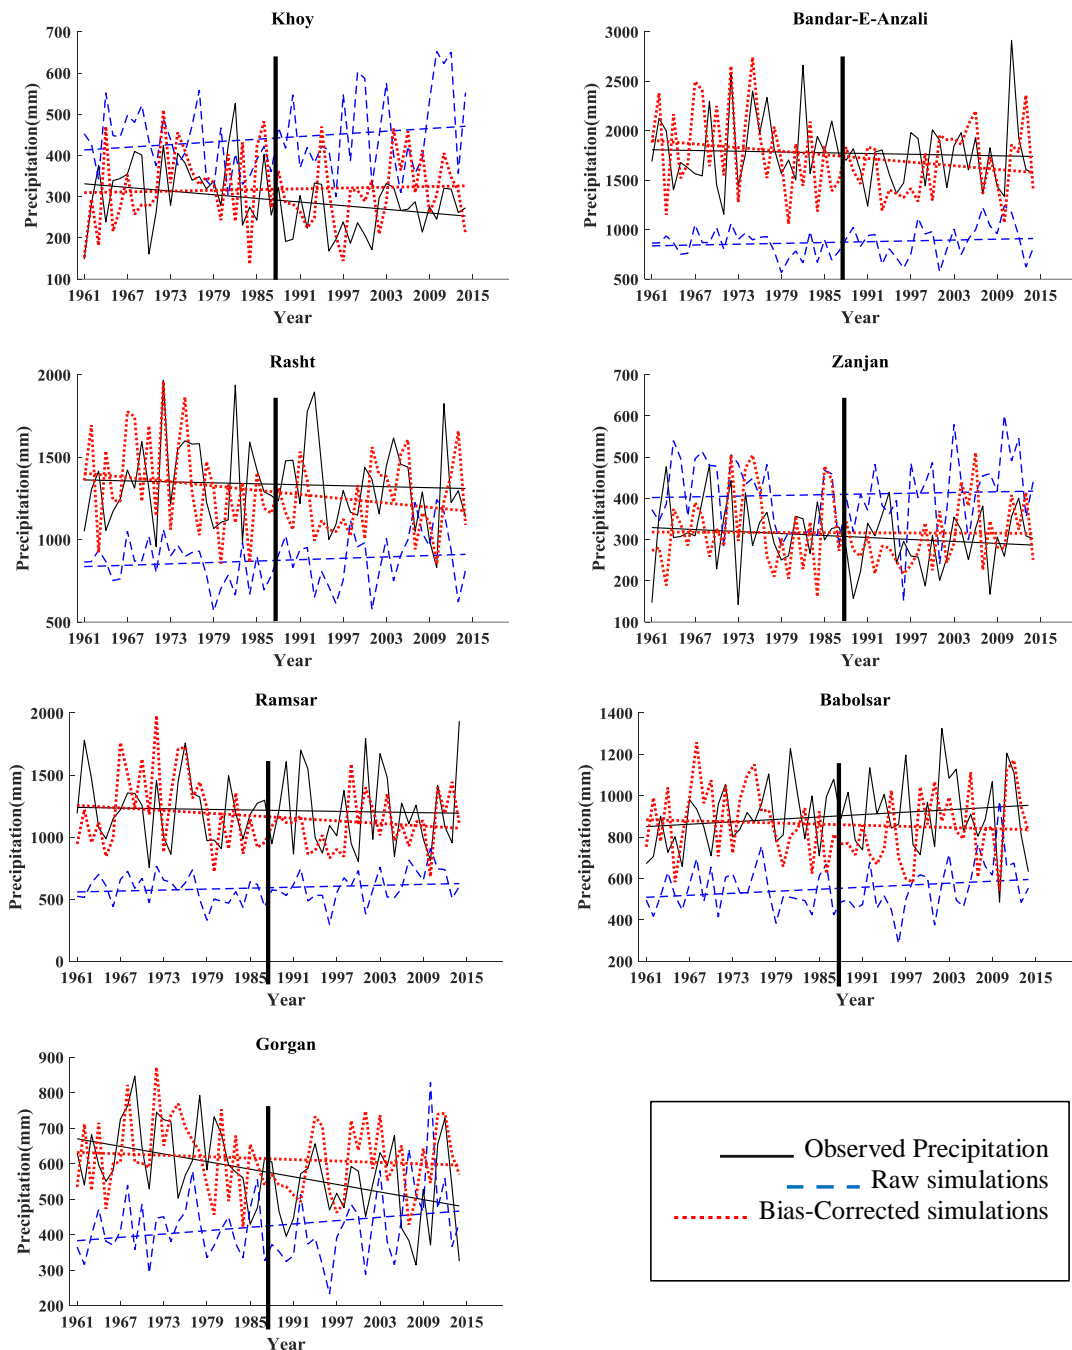 Khoy
Precipitation(mm)
700
600
500
400
300
200
100
1961 1967 1973 1979 1985 1991 1997 2003 2009 2015
Year
Bandar-E-Anzali
Precipitation(mm)
3000
2500
2000
1500
1000
500
1961 1967 1973 1979 1985 1991 1997 2003 2009 2015
Year
Rasht
Precipitation(mm)
2000
1500
1000
500
1961 1967 1973 1979 1985 1991 1997 2003 2009 2015
Year
Zanjan
Precipitation(mm)
700
600
500
400
300
200
100
1961 1967 1973 1979 1985 1991 1997 2003 2009 2015
Year
Ramsar
Precipitation(mm)
2000
1500
1000
500
0
1961 1967 1973 1979 1985 1991 1997 2003 2009 2015
Year
Babolsar
Precipitation(mm)
1400
1200
1000
800
600
400
200
1961 1967 1973 1979 1985 1991 1997 2003 2009 2015
Year
Gorgan
Precipitation(mm)
900
800
700
600
500
400
300
200
1961 1967 1973 1979 1985 1991 1997 2003 2009 2015
Year
Observed Precipitation
Raw simulations
Bias-Corrected simulations